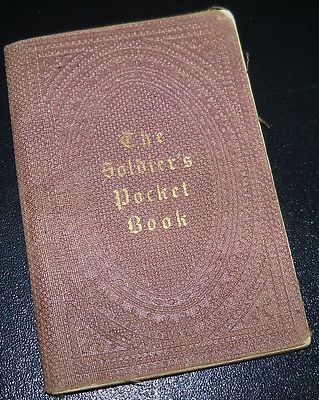 The
Soldier's
Pocket
Book